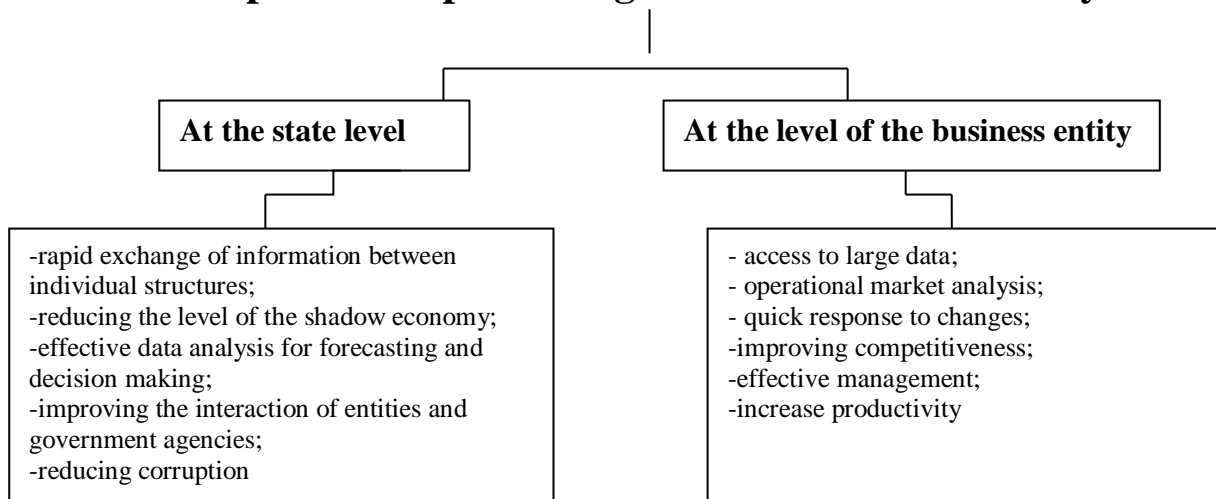 At the state level
At the level of the business entity
-rapid exchange of information between
individual structures;
-reducing the level of the shadow economy;
-effective data analysis for forecasting and
decision making;
-improving the interaction of entities and
government agencies;
-reducing corruption
- access to large data;
- operational market analysis;
- quick response to changes;
-improving competitiveness;
-effective management;
-increase productivity